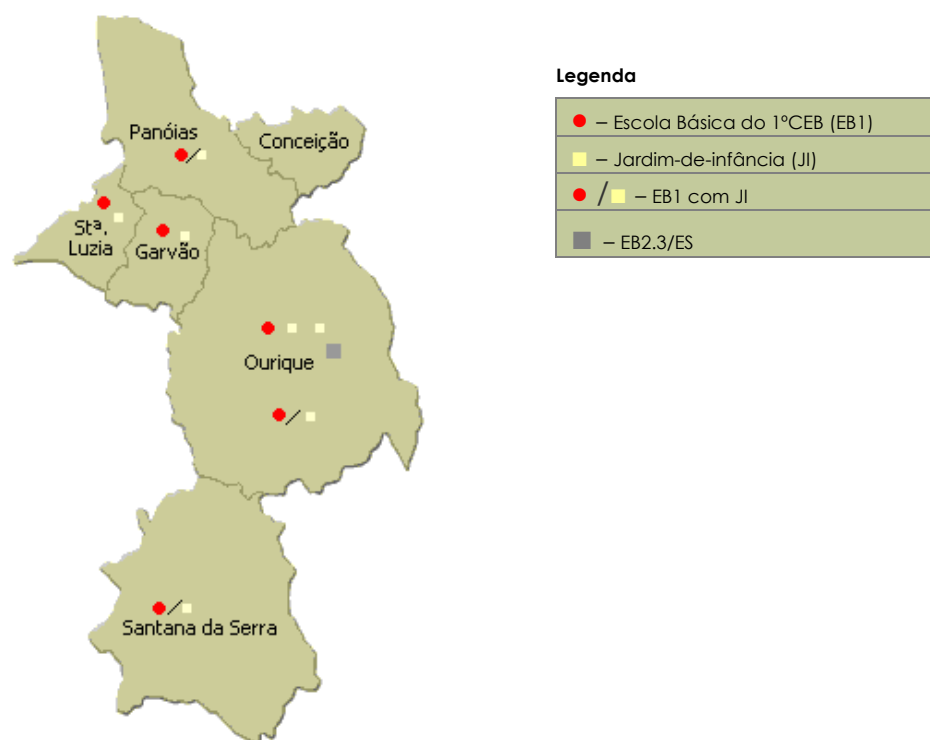 Legenda
– Escola Básica do 1ºCEB (EB1)
– Jardim-de-infância (JI)
/ – EB1 com JI
– EB2.3/ES
Panóias
Conceição
Stª.
Luzia
Garvão
Ourique
Santana da Serra